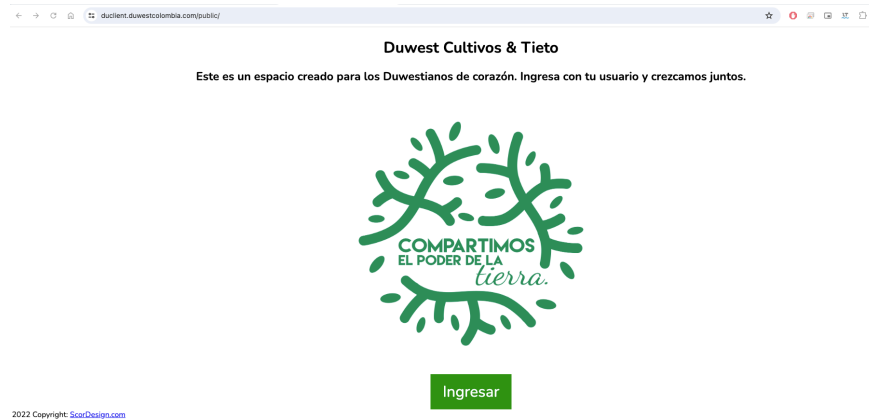 duclient.duwestcolombia.com/public/
Duwest Cultivos & Tieto
Este es un espacio creado para los Duwestianos de corazón. Ingresa con tu usuario y crezcamos juntos.
COMPARTIMOS
EL PODER DE LA
tierra.
Ingresar
2022 Copyright: ScorDesign.com